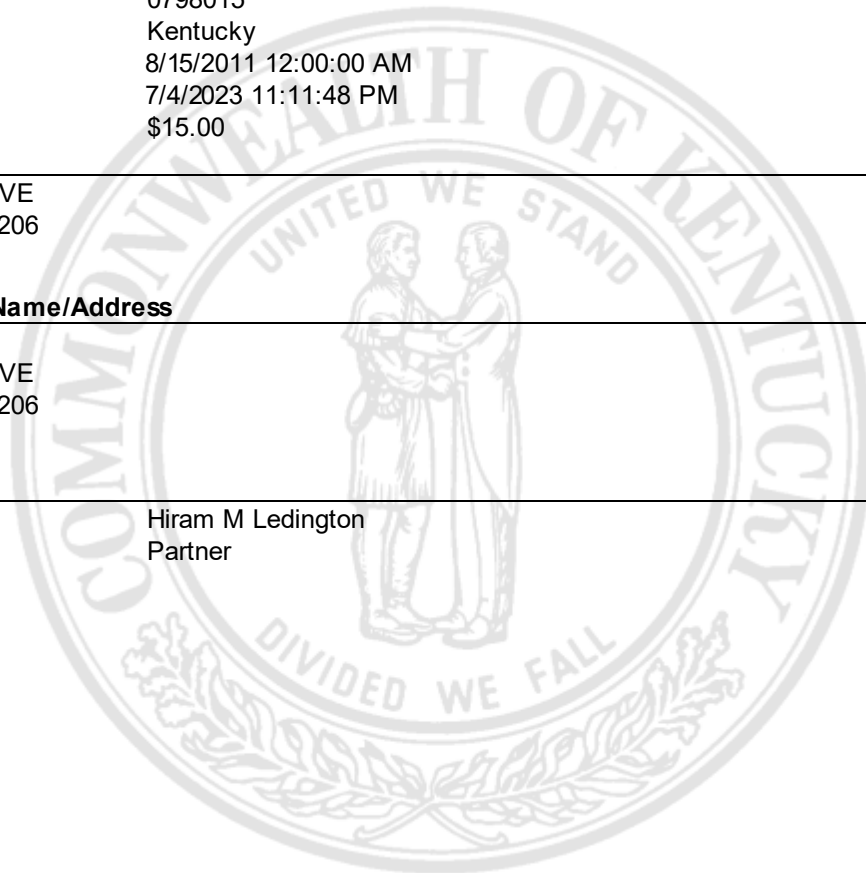 0798015
Kentucky
8/15/2011 12:00:00 AM
7/4/2023 11:11:48 PM
$15.00
VE
206
Name/Address
VE
206
Hiram M Ledington
Partner
COMMONWEALTH OF KENTUCKY
UNITED WE STAND
DIVIDED WE FALL